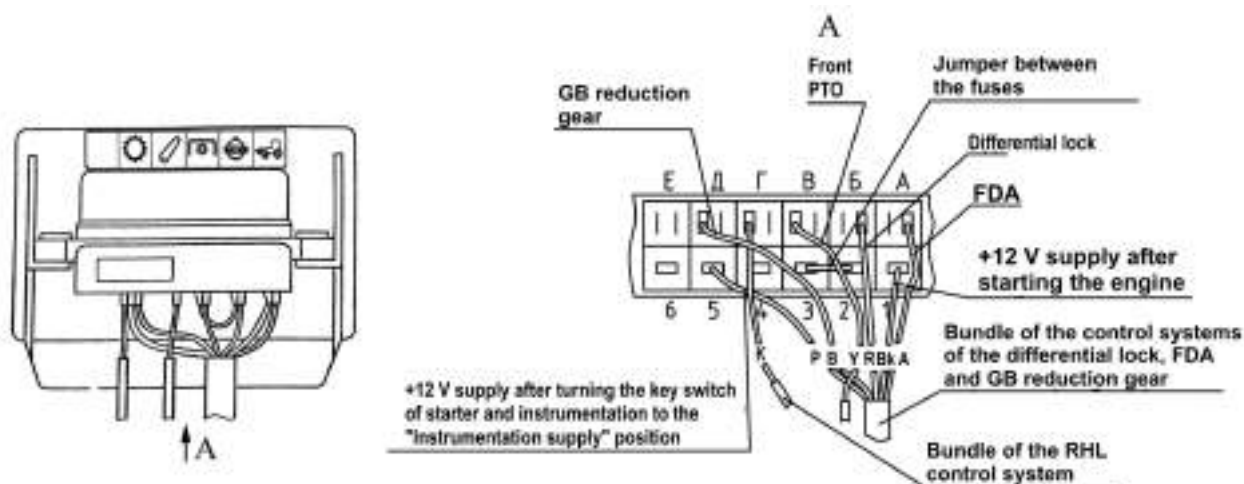 A
Front
PTO
Jumper between
the fuses
GB reduction
gear
Differential lock
Е Д Г В Б А
FDA
+12 V supply after
starting the engine
6 5 4 3 2 1
Bundle of the control systems
of the differential lock, FDA
and GB reduction gear
K P B Y R Bk A
+12 V supply after turning the key switch
of starter and instrumentation to the
"Instrumentation supply" position
A
Bundle of the RHL
control system